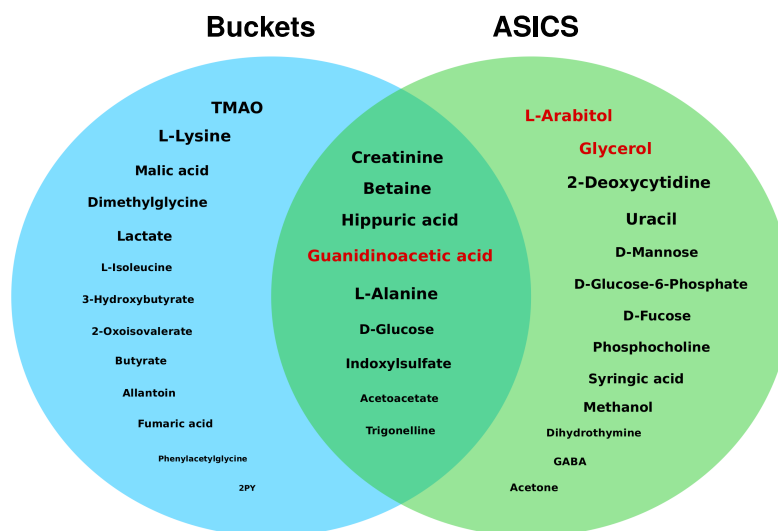 Buckets
ASICS
TMAO
L-Lysine
Malic acid
Dimethylglycine
Lactate
L-Isoleucine
3-Hydroxybutyrate
2-Oxoisovalerate
Butyrate
Allantoin
Fumaric acid
Phenylacetylglycine
2PY
Creatinine
Betaine
Hippuric acid
Guanidinoacetic acid
L-Alanine
D-Glucose
Indoxylsulfate
Acetoacetate
Trigonelline
L-Arabitol
Glycerol
2-Deoxycytidine
Uracil
D-Mannose
D-Glucose-6-Phosphate
D-Fucose
Phosphocholine
Syringic acid
Methanol
Dihydrothymine
GABA
Acetone